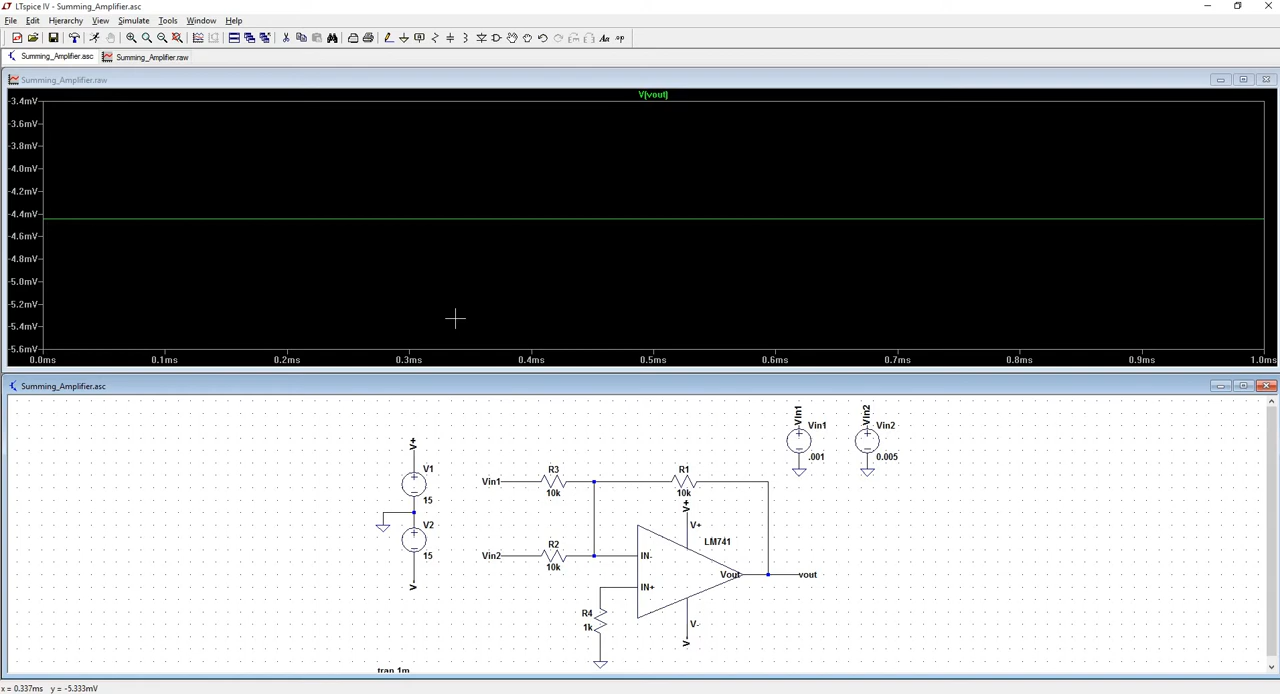 LTspice IV - Summing_Amplifier.asc
File Edit Hierarchy View Simulate Tools Window Help
Summing_Amplifier.asc Summing_Amplifier.raw
Summing_Amplifier.raw
V(vout)
-3.4mV
-3.6mV
-3.8mV
-4.0mV
-4.2mV
-4.4mV
-4.6mV
-4.8mV
-5.0mV
-5.2mV
-5.4mV
-5.6mV
0.0ms 0.1ms 0.2ms 0.3ms 0.4ms 0.5ms 0.6ms 0.7ms 0.8ms 0.9ms 1.0ms
Summing_Amplifier.asc
Vin1 Vin2
Vin1 Vin2
.001 0.005
V+
V1
15
V2
15
V-
Vin1 R3 R1
10k 10k
V+
V+
LM741
Vin2 R2 IN-
10k
Vout vout
IN+
R4
1k
V-
V-
.tran 1m
x = 0.337ms y = -5.333mV